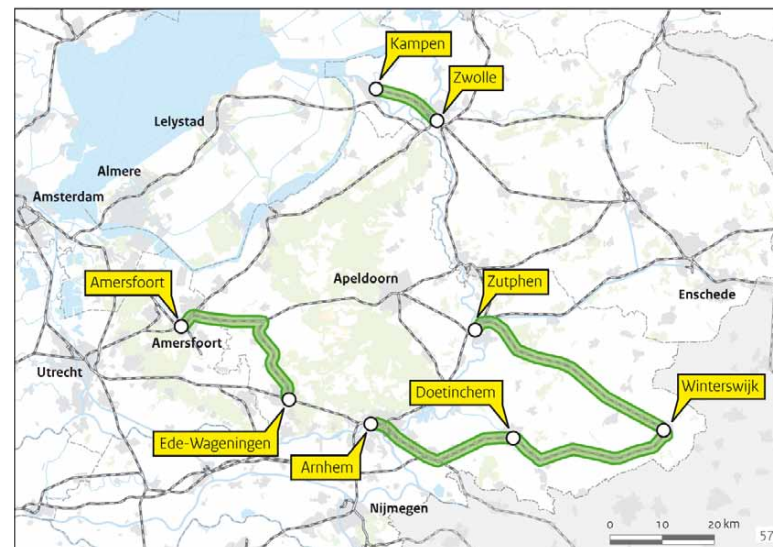 Kampen
Zwolle
Lelystad
Almere
Amsterdam
Amersfoort
Apeldoorn
Zutphen
Enschede
Amersfoort
Utrecht
Doetinchem
Winterswijk
Ede-Wageningen
Arnhem
Nijmegen
0 10 20 km
57